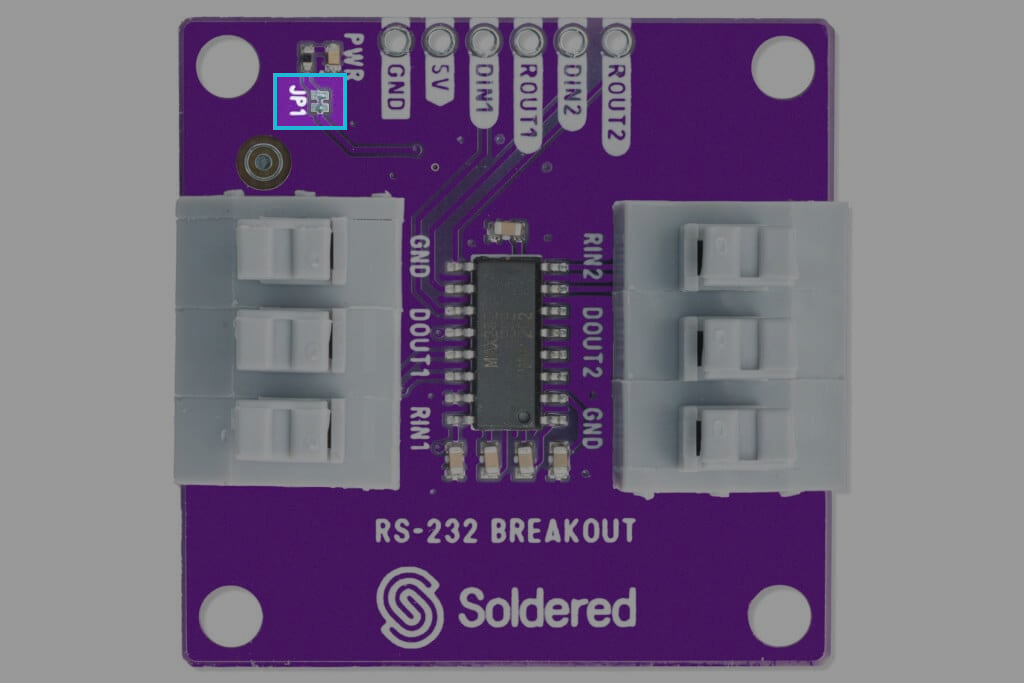 PWR
JP1
GND
5V
DIN1
ROUT1
DIN2
ROUT2
GND
DOUT1
RIN1
RIN2
DOUT2
GND
RS-232 BREAKOUT
Soldered